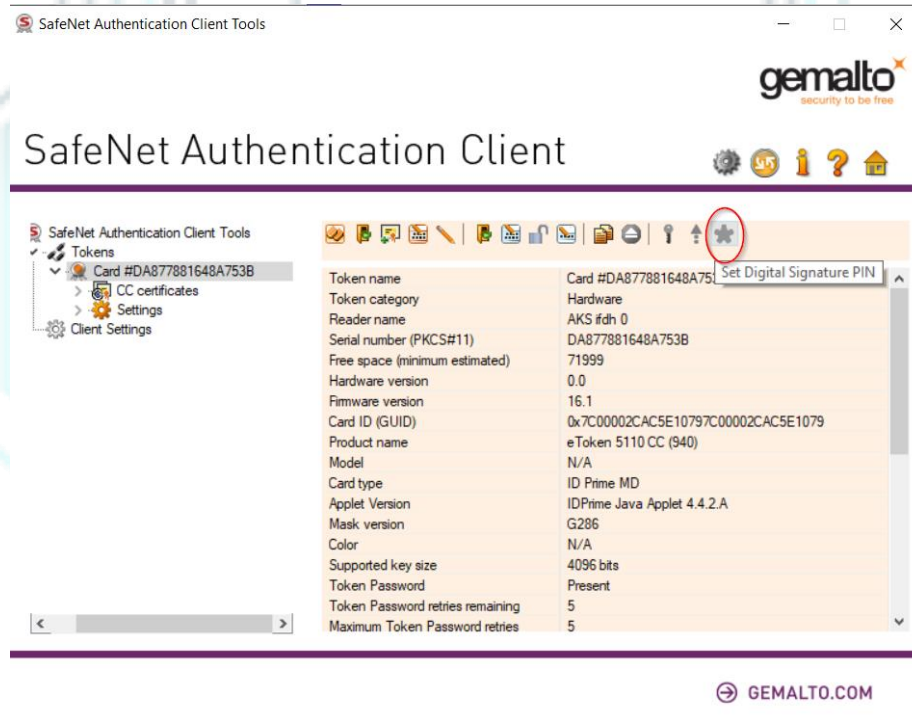 SafeNet Authentication Client Tools
gemalto
security to be free
SafeNet Authentication Client
SafeNet Authentication Client Tools
Tokens
Card #DA877881648A753B
CC certificates
Settings
Client Settings
Set Digital Signature PIN
Token name Card #DA877881648A75
Token category Hardware
Reader name AKS ifdh 0
Serial number (PKCS#11) DA877881648A753B
Free space (minimum estimated) 71999
Hardware version 0.0
Firmware version 16.1
Card ID (GUID) 0x7C00002CAC5E10797C00002CAC5E1079
Product name eToken 5110 CC (940)
Model N/A
Card type ID Prime MD
Applet Version IDPrime Java Applet 4.4.2.A
Mask version G286
Color N/A
Supported key size 4096 bits
Token Password Present
Token Password retries remaining 5
Maximum Token Password retries 5
GEMALTO.COM